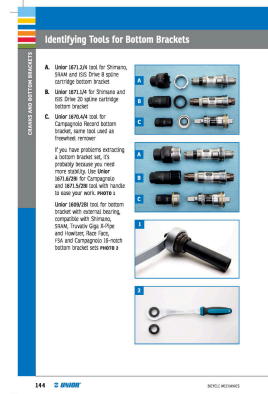 Identifying Tools for Bottom Brackets
CRANKS AND BOTTOM BRACKETS
A. Unior 1671.2/4 tool for Shimano,
SRAM and ISIS Drive 8 spline
cartridge bottom bracket
B. Unior 1671.1/4 for Shimano and
ISIS Drive 20 spline cartridge
bottom bracket
C. Unior 1670.4/4 tool for
Campagnolo Record bottom
bracket, same tool used as
freewheel remover
If you have problems extracting
a bottom bracket set, it's
probably because you need
more stability. Use Unior
1671.6/2BI for Campagnolo
and 1671.5/2BI tool with handle
to ease your work. PHOTO 1
Unior 1609/2BI tool for bottom
bracket with external bearing,
compatible with Shimano,
SRAM, Truvativ Giga X-Pipe
and Howitzer, Race Face,
FSA and Campagnolo 16-notch
bottom bracket sets PHOTO 2
A
B
C
A
B
C
1
2
144 UNIOR
BICYCLE MECHANICS